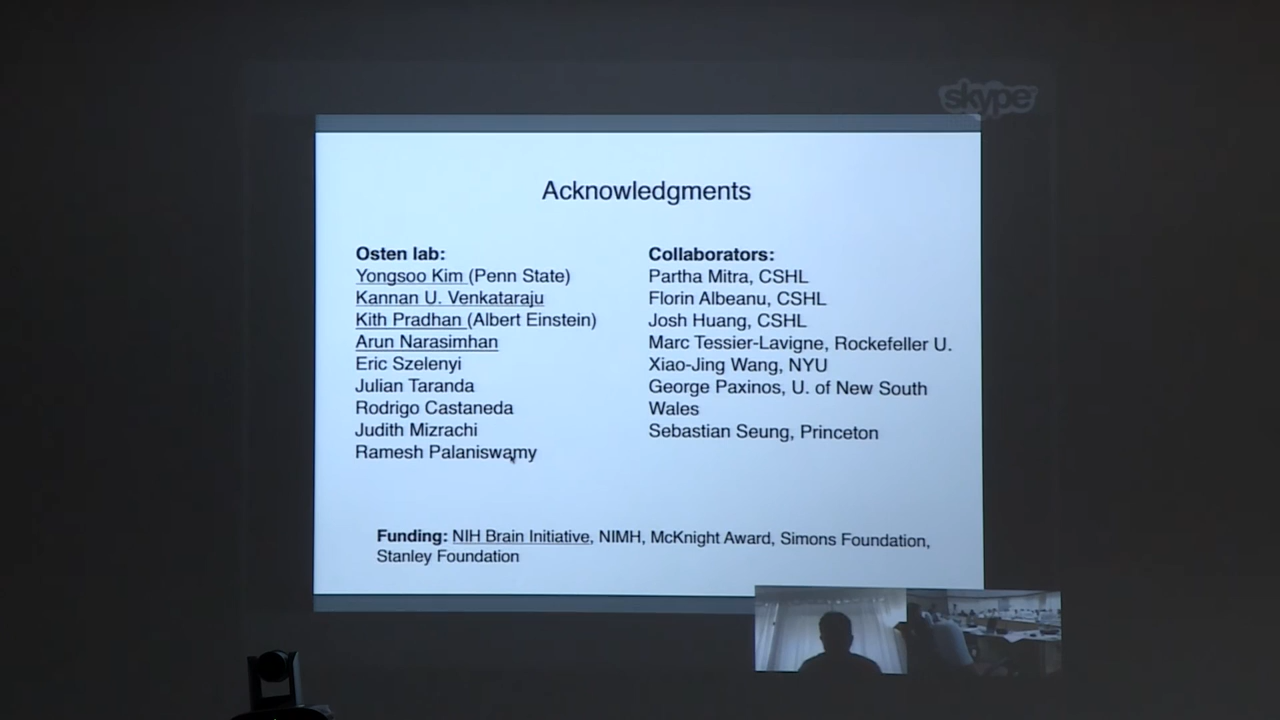 skype
Acknowledgments
Osten lab:
Yongsoo Kim (Penn State)
Kannan U. Venkataraju
Kith Pradhan (Albert Einstein)
Arun Narasimhan
Eric Szelenyi
Julian Taranda
Rodrigo Castaneda
Judith Mizrachi
Ramesh Palaniswamy
Collaborators:
Partha Mitra, CSHL
Florin Albeanu, CSHL
Josh Huang, CSHL
Marc Tessier-Lavigne, Rockefeller U.
Xiao-Jing Wang, NYU
George Paxinos, U. of New South
Wales
Sebastian Seung, Princeton
Funding: NIH Brain Initiative, NIMH, McKnight Award, Simons Foundation,
Stanley Foundation